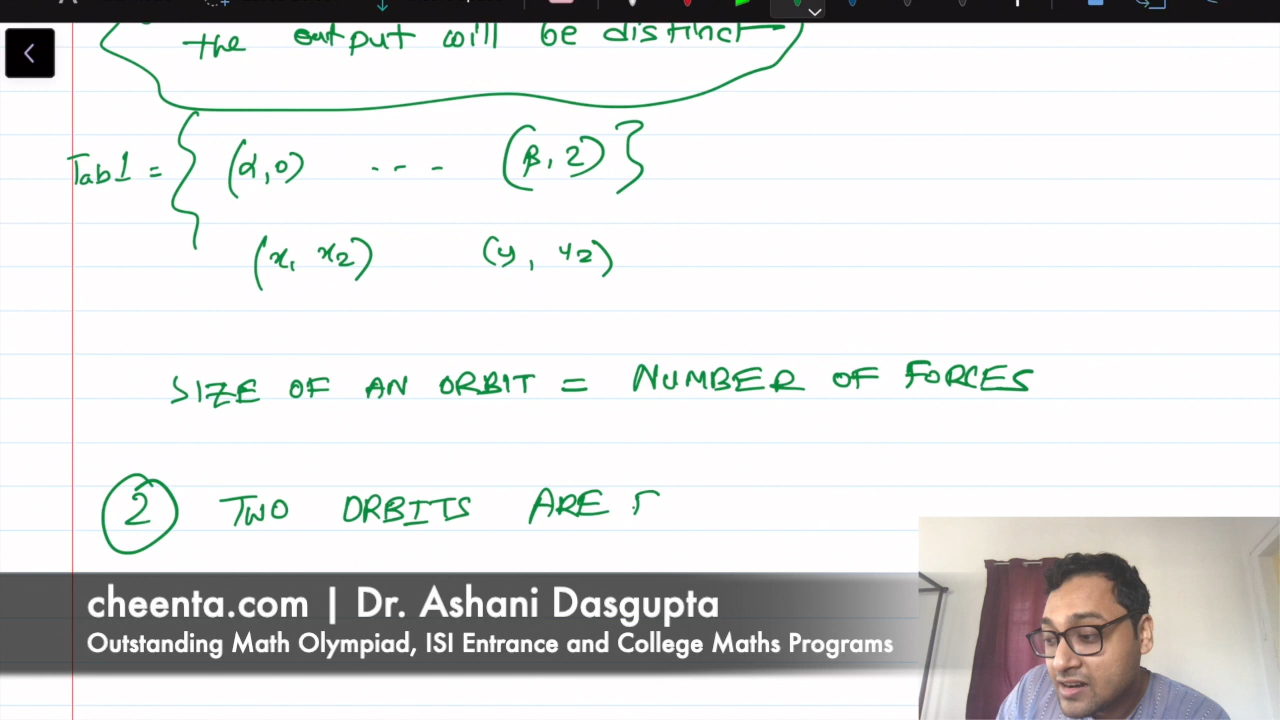 the output will be distinct
Tab1 = { (α,0) --- (β, 2) }
(x1 x2) (y, y2)
SIZE OF AN ORBIT = NUMBER OF FORCES
2 TWO ORBITS ARE
cheenta.com | Dr. Ashani Dasgupta
Outstanding Math Olympiad, ISI Entrance and College Maths Programs